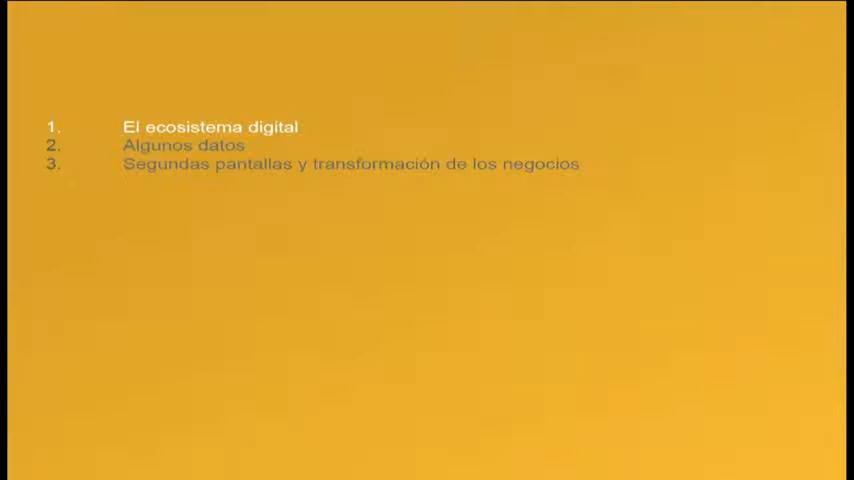 1. El ecosistema digital
2. Algunos datos
3. Segundas pantallas y transformación de los negocios